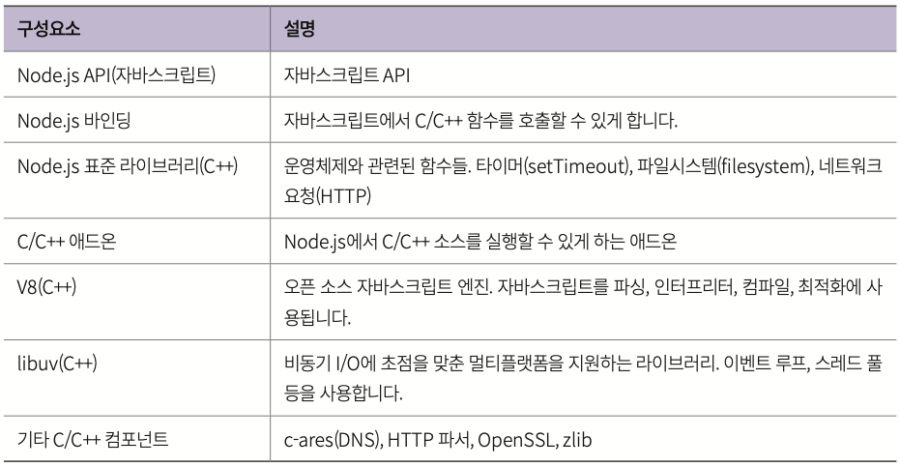 구성요소 설명
Node.js API(자바스크립트) 자바스크립트 API
Node.js 바인딩 자바스크립트에서 C/C++ 함수를 호출할 수 있게 합니다.
Node.js 표준 라이브러리(C++) 운영체제와 관련된 함수들. 타이머(setTimeout), 파일시스템(filesystem), 네트워크
요청(HTTP)
C/C++ 애드온 Node.js에서 C/C++ 소스를 실행할 수 있게 하는 애드온
V8(C++) 오픈 소스 자바스크립트 엔진. 자바스크립트를 파싱, 인터프리터, 컴파일, 최적화에 사
용됩니다.
libuv(C++) 비동기 I/O에 초점을 맞춘 멀티플랫폼을 지원하는 라이브러리. 이벤트 루프, 스레드 풀
등을 사용합니다.
기타 C/C++ 컴포넌트 c-ares(DNS), HTTP 파서, OpenSSL, zlib